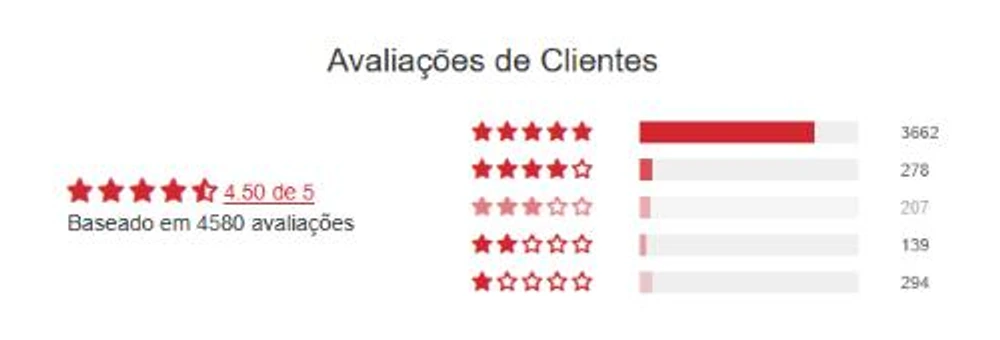 Avaliações de Clientes
4.50 de 5
Baseado em 4580 avaliações
3662
278
207
139
294